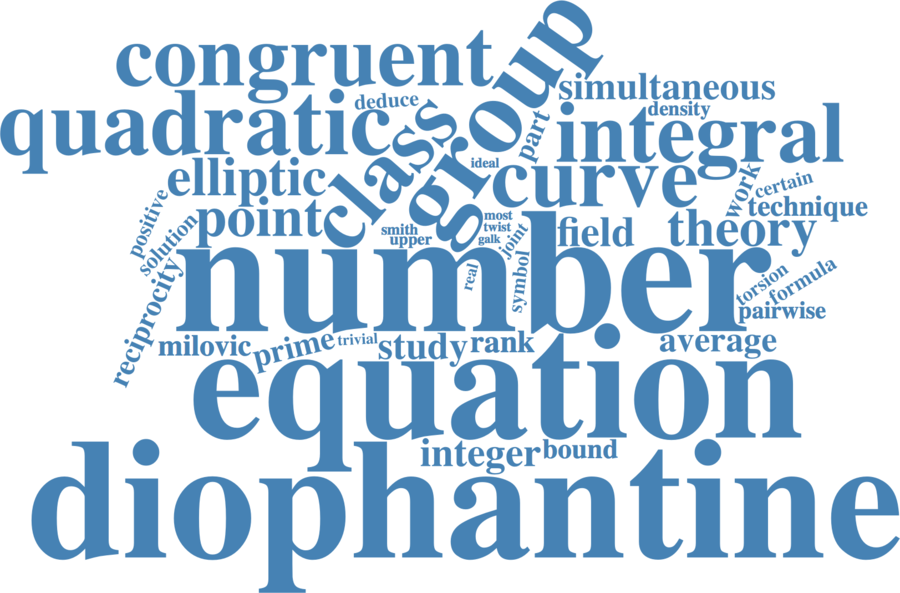 congruent
group
simultaneous
quadratic
deduce
class
part
density
integral
elliptic
ideal
curve
work
certain
technique
positive
point
solution
smith
upper
most
twist
galk
joint
field
theory
number
real
symbol
torsion
formula
pairwise
reciprocity
milovic
prime
trivial
study
rank
average
equation
integer
bound
diophantine